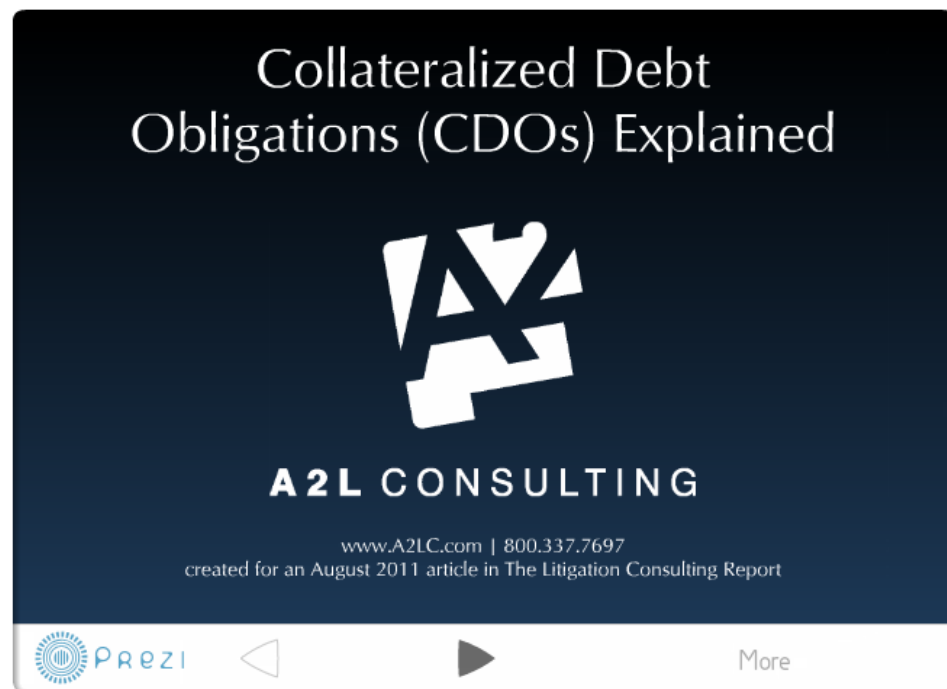 Collateralized Debt
Obligations (CDOs) Explained
A2L
A2L CONSULTING
www.A2LC.com | 800.337.7697
created for an August 2011 article in The Litigation Consulting Report
Prezi
More